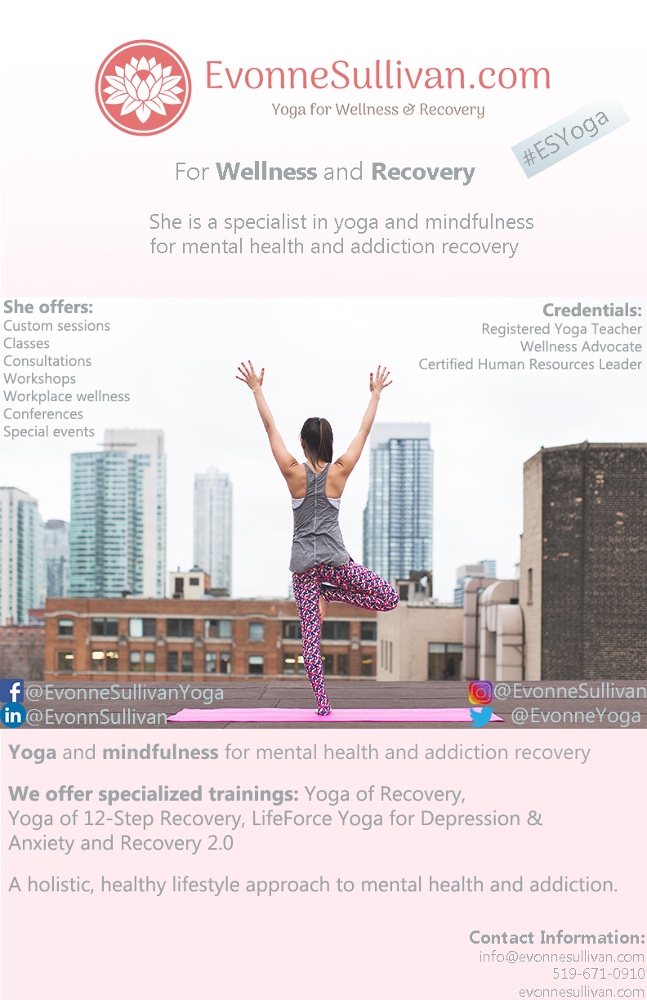 EvonneSullivan.com
Yoga for Wellness & Recovery
#ESYoga
For Wellness and Recovery
She is a specialist in yoga and mindfulness
for mental health and addiction recovery
She offers:
Custom sessions
Classes
Consultations
Workshops
Workplace wellness
Conferences
Special events
Credentials:
Registered Yoga Teacher
Wellness Advocate
Certified Human Resources Leader
@EvonneSullivanYoga
@EvonnSullivan
@EvonneSullivan
@EvonneYoga
Yoga and mindfulness for mental health and addiction recovery
We offer specialized trainings: Yoga of Recovery,
Yoga of 12-Step Recovery, LifeForce Yoga for Depression &
Anxiety and Recovery 2.0
A holistic, healthy lifestyle approach to mental health and addiction.
Contact Information:
info@evonnesullivan.com
519-671-0910
evonnesullivan.com